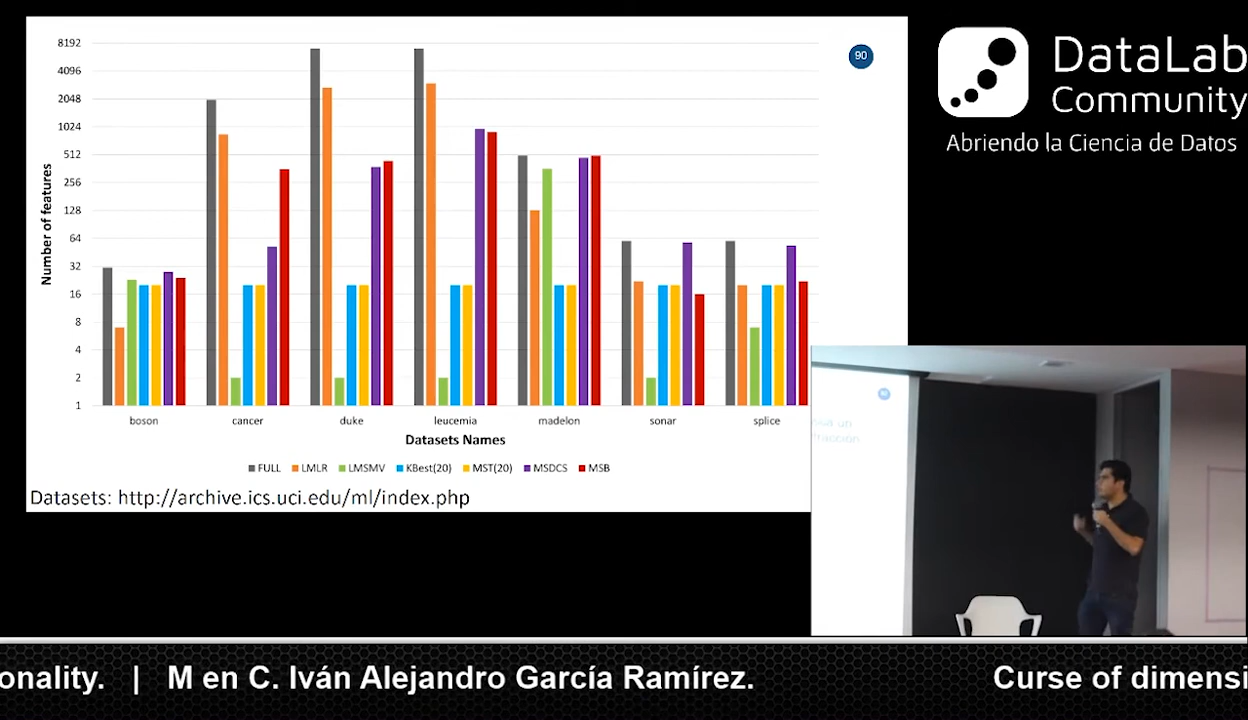 8192
4096
2048
1024
512
256
128
64
32
16
8
4
2
1
Number of features
boson cancer duke leucemia madelon sonar splice
Datasets Names
FULL LMLR LMSMV KBest(20) MST(20) MSDCS MSB
Datasets: http://archive.ics.uci.edu/ml/index.php
90
DataLab
Community
Abriendo la Ciencia de Datos
onality. | M en C. Iván Alejandro García Ramírez. Curse of dimensi